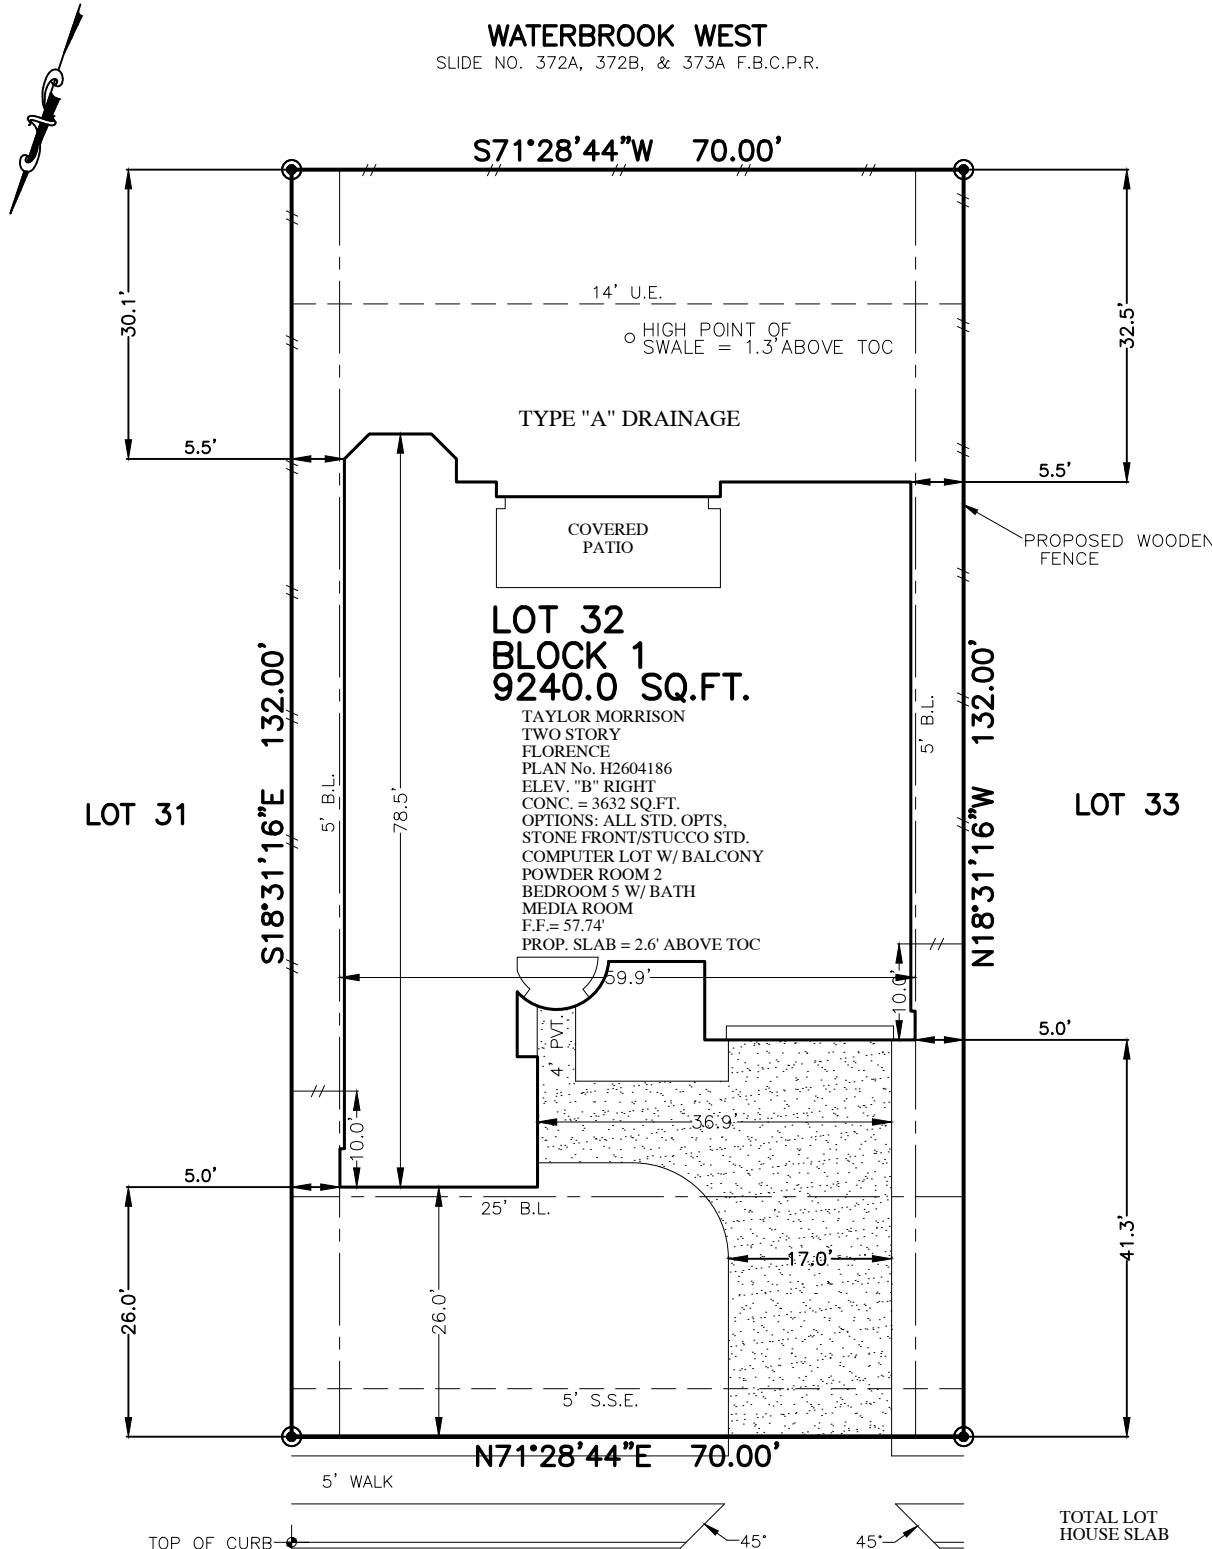 WATERBROOK WEST
SLIDE NO. 372A, 372B, & 373A F.B.C.P.R.
S71°28'44"W 70.00'
30.1'
32.5'
14' U.E.
HIGH POINT OF
SWALE = 1.3'ABOVE TOC
TYPE "A" DRAINAGE
5.5'
5.5'
COVERED
PATIO
PROPOSED WOODEN
FENCE
LOT 32
BLOCK 1
9240.0 SQ.FT.
TAYLOR MORRISON
TWO STORY
FLORENCE
PLAN No. H2604186
ELEV. "B" RIGHT
CONC. = 3632 SQ.FT.
OPTIONS: ALL STD. OPTS,
STONE FRONT/STUCCO STD.
COMPUTER LOT W/ BALCONY
POWDER ROOM 2
BEDROOM 5 W/ BATH
MEDIA ROOM
F.F.= 57.74'
PROP. SLAB = 2.6' ABOVE TOC
S18°31'16"E 132.00'
N18°31'16"W 132.00'
5' B.L.
5' B.L.
LOT 31
LOT 33
78.5'
59.9'
10.0'
5.0'
4' PVT.
36.9'
10.0'
5.0'
25' B.L.
41.3'
17.0'
26.0'
26.0'
5' S.S.E.
N71°28'44"E 70.00'
5' WALK
TOP OF CURB
45°
45°
TOTAL LOT
HOUSE SLAB